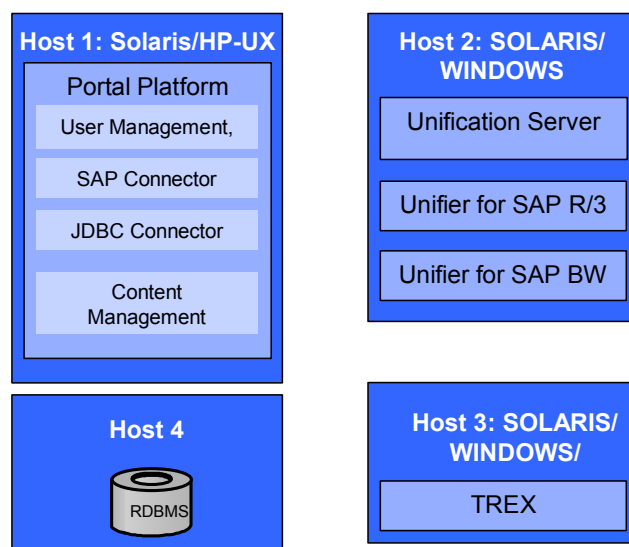 Host 1: Solaris/HP-UX
Portal Platform
User Management,
SAP Connector
JDBC Connector
Content
Management
Host 2: SOLARIS/
WINDOWS
Unification Server
Unifier for SAP R/3
Unifier for SAP BW
Host 4
RDBMS
Host 3: SOLARIS/
WINDOWS/
TREX